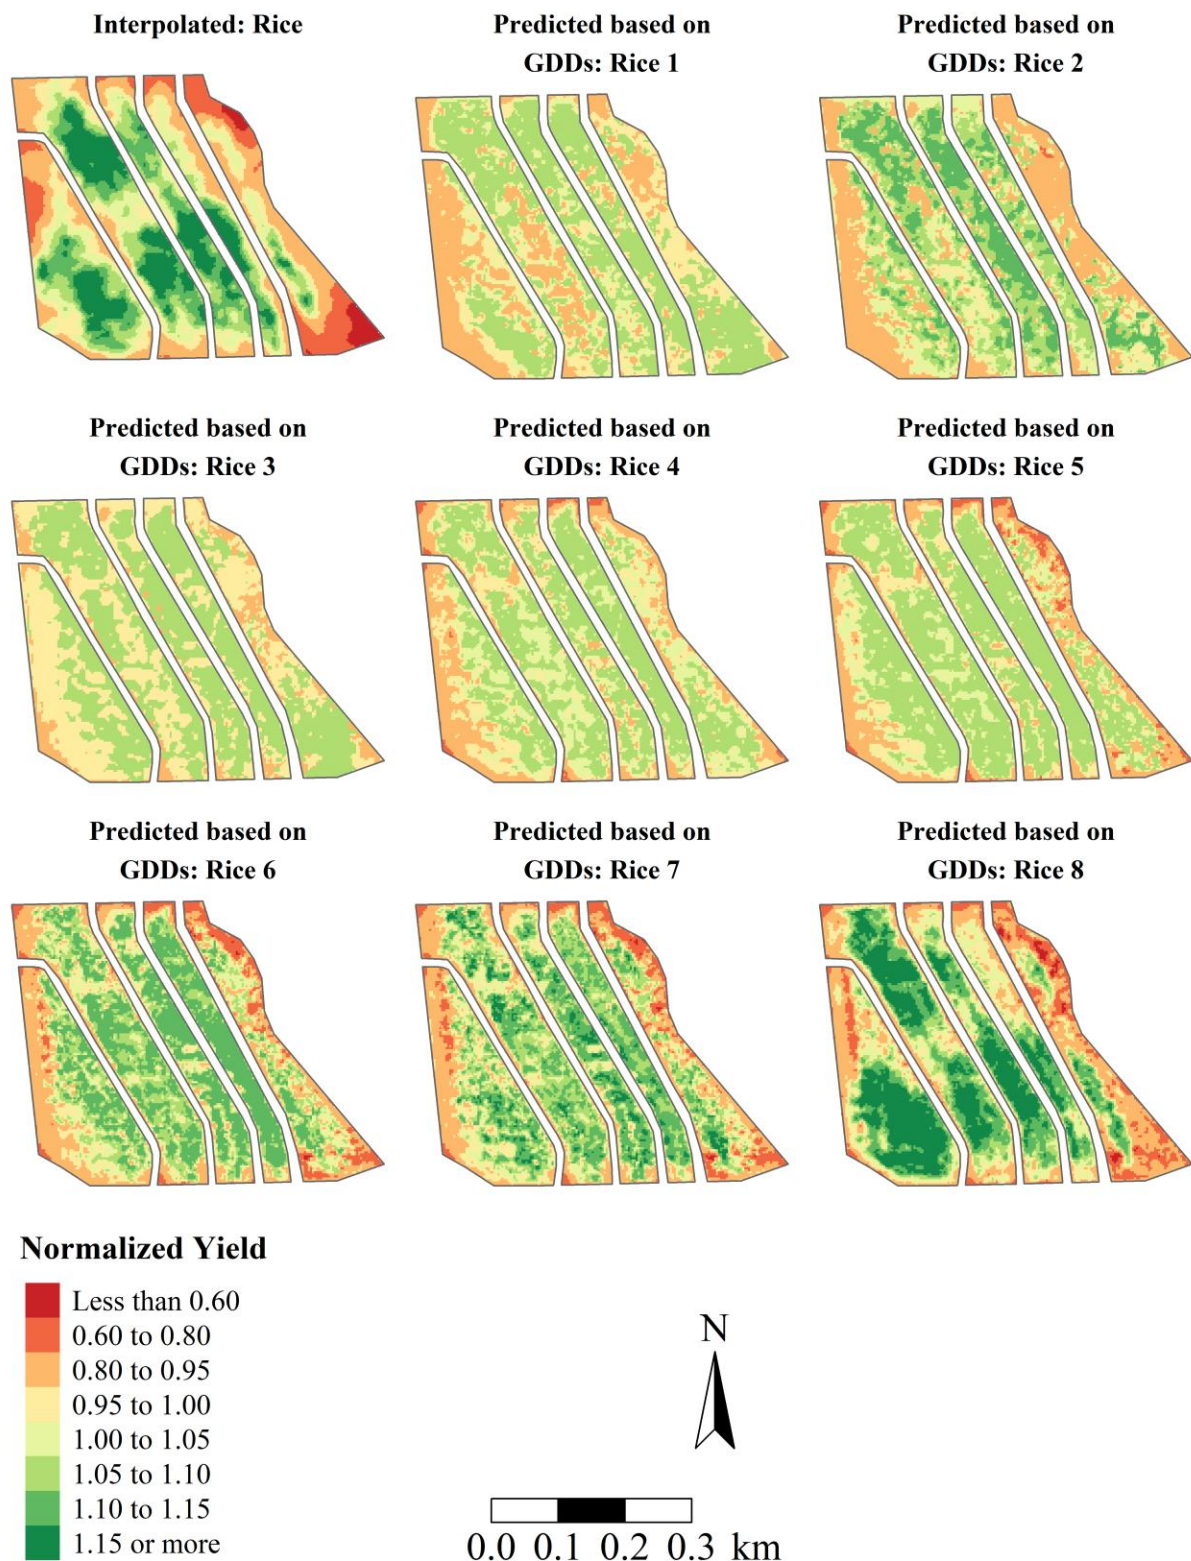 Interpolated: Rice
Predicted based on
GDDs: Rice 1
Predicted based on
GDDs: Rice 2
Predicted based on
GDDs: Rice 3
Predicted based on
GDDs: Rice 4
Predicted based on
GDDs: Rice 5
Predicted based on
GDDs: Rice 6
Predicted based on
GDDs: Rice 7
Predicted based on
GDDs: Rice 8
Normalized Yield
Less than 0.60
0.60 to 0.80
0.80 to 0.95
0.95 to 1.00
1.00 to 1.05
1.05 to 1.10
1.10 to 1.15
1.15 or more
N
0.0 0.1 0.2 0.3 km